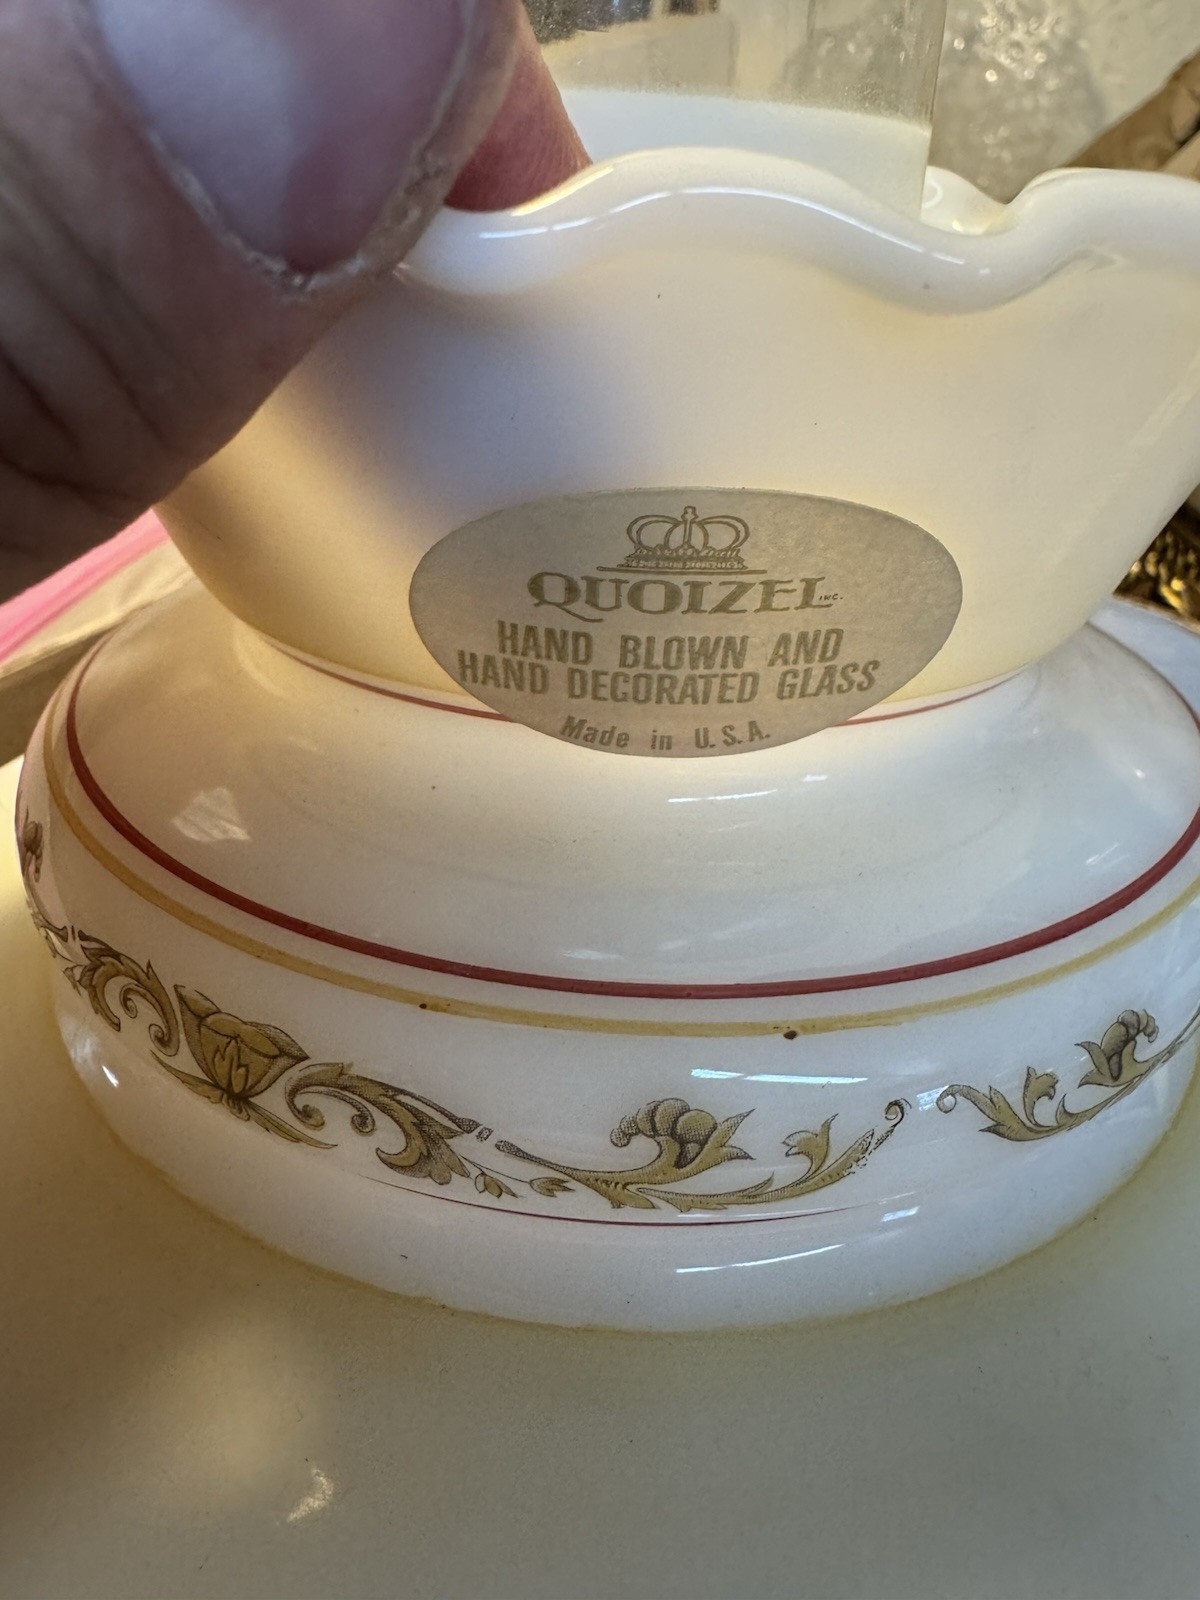 QUOIZEL INC.
HAND BLOWN AND
HAND DECORATED GLASS
Made in U.S.A.